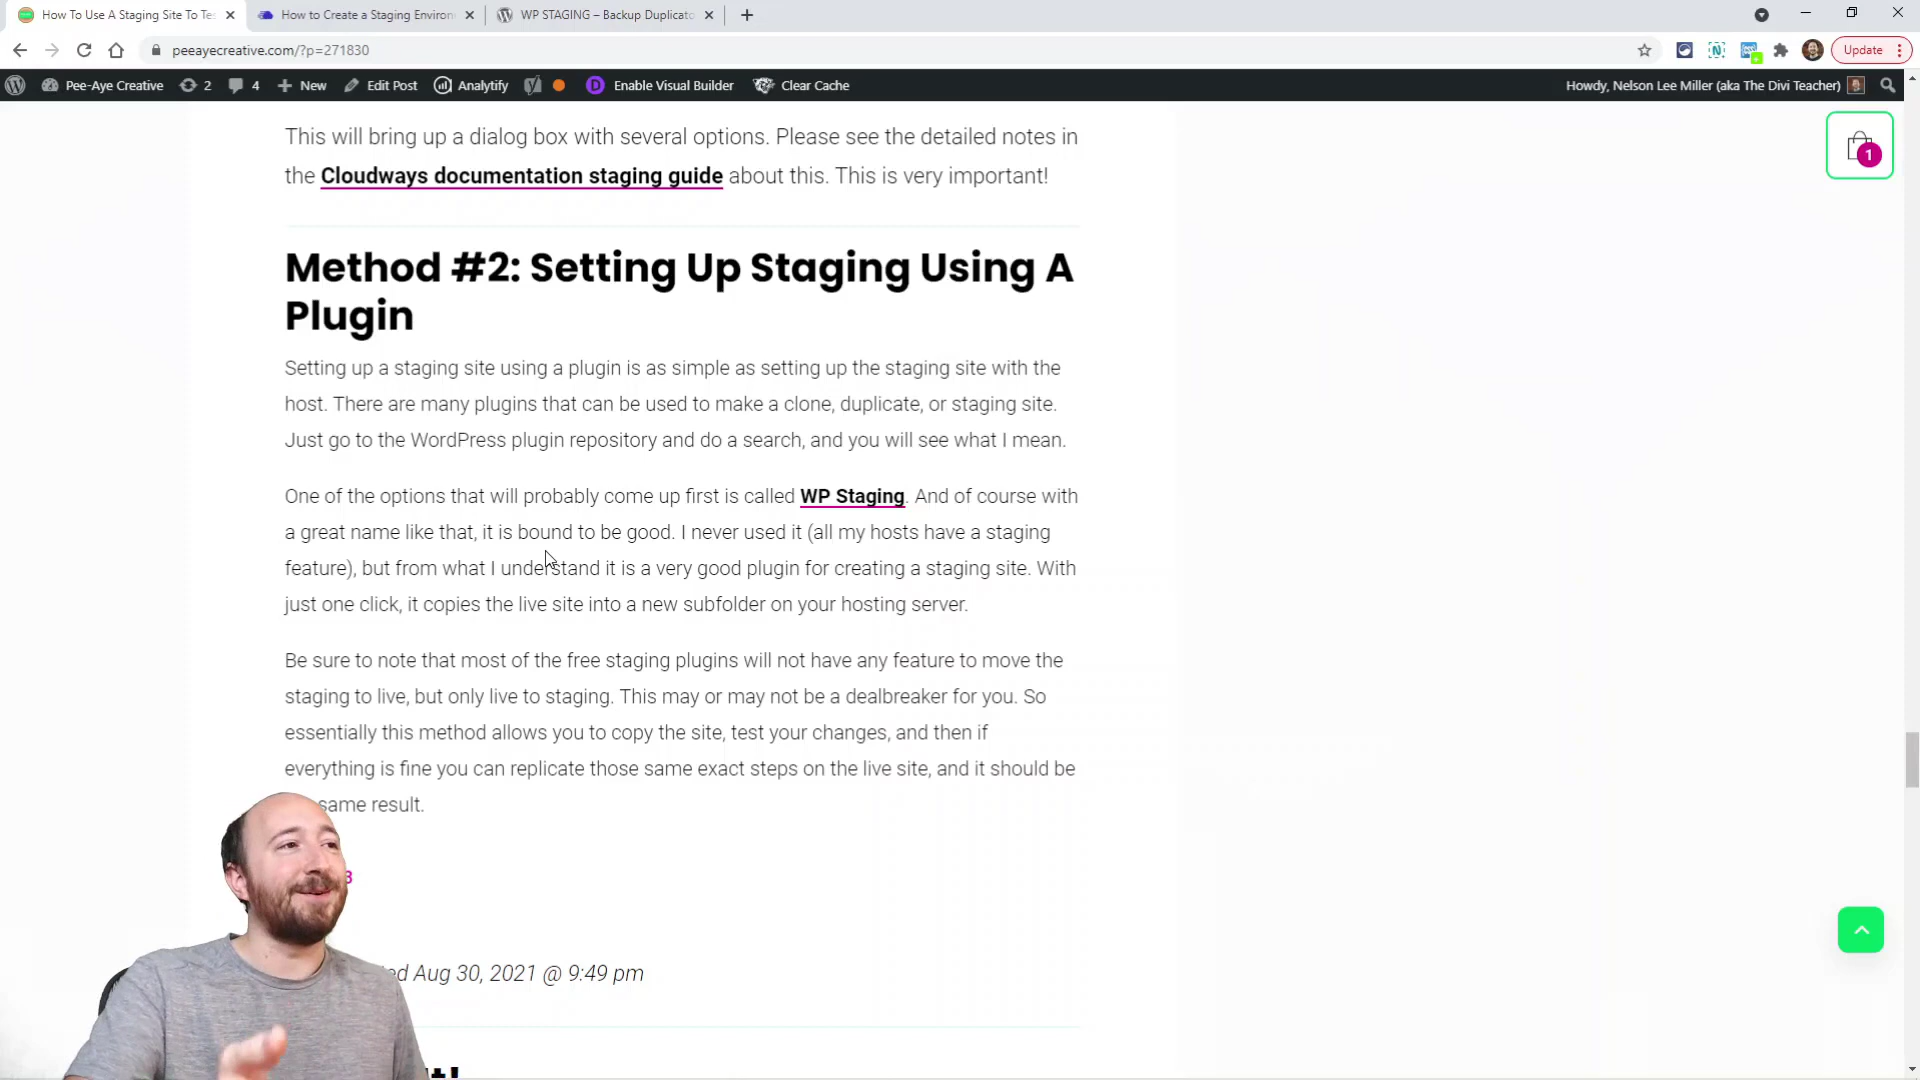 How To Use A Staging Site To Te
How to Create a Staging Environ
WP STAGING – Backup Duplicato
peeayecreative.com/?p=271830
Update
Pee-Aye Creative
2
4
New
Edit Post
Analytify
Enable Visual Builder
Clear Cache
Howdy, Nelson Lee Miller (aka The Divi Teacher)
1
This will bring up a dialog box with several options. Please see the detailed notes in
the Cloudways documentation staging guide about this. This is very important!
Method #2: Setting Up Staging Using A
Plugin
Setting up a staging site using a plugin is as simple as setting up the staging site with the
host. There are many plugins that can be used to make a clone, duplicate, or staging site.
Just go to the WordPress plugin repository and do a search, and you will see what I mean.
One of the options that will probably come up first is called WP Staging. And of course with
a great name like that, it is bound to be good. I never used it (all my hosts have a staging
feature), but from what I understand it is a very good plugin for creating a staging site. With
just one click, it copies the live site into a new subfolder on your hosting server.
Be sure to note that most of the free staging plugins will not have any feature to move the
staging to live, but only live to staging. This may or may not be a dealbreaker for you. So
essentially this method allows you to copy the site, test your changes, and then if
everything is fine you can replicate those same exact steps on the live site, and it should be
same result.
3
ed Aug 30, 2021 @ 9:49 pm